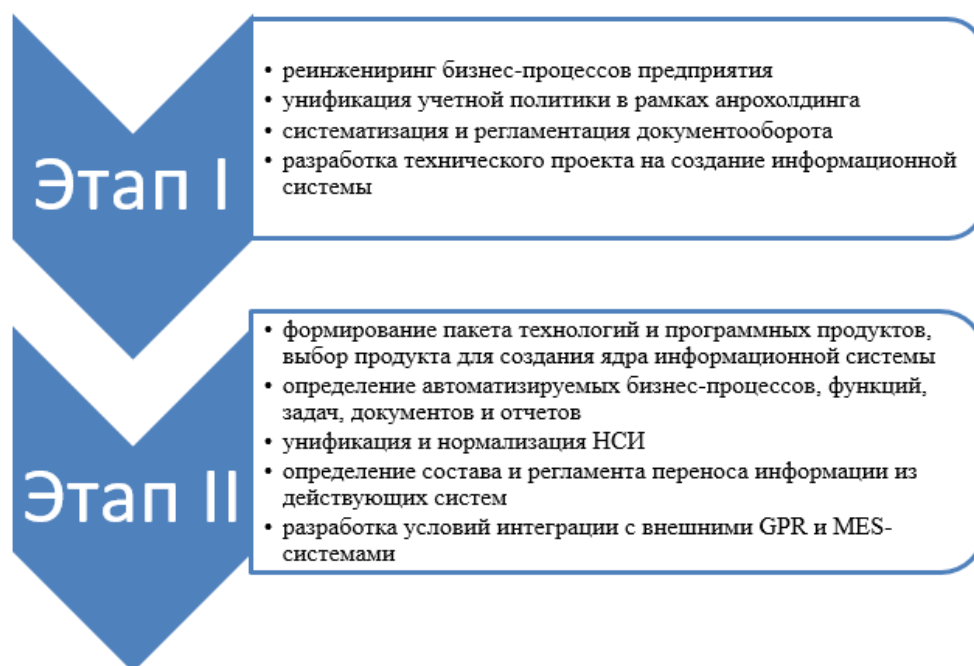 Этап I
• реинжениринг бизнес-процессов предприятия
• унификация учетной политики в рамках анрохолдинга
• систематизация и регламентация документооборота
• разработка технического проекта на создание информационной
системы
Этап II
• формирование пакета технологий и программных продуктов,
выбор продукта для создания ядра информационной системы
• определение автоматизируемых бизнес-процессов, функций,
задач, документов и отчетов
• унификация и нормализация НСИ
• определение состава и регламента переноса информации из
действующих систем
• разработка условий интеграции с внешними GPR и MES-
системами